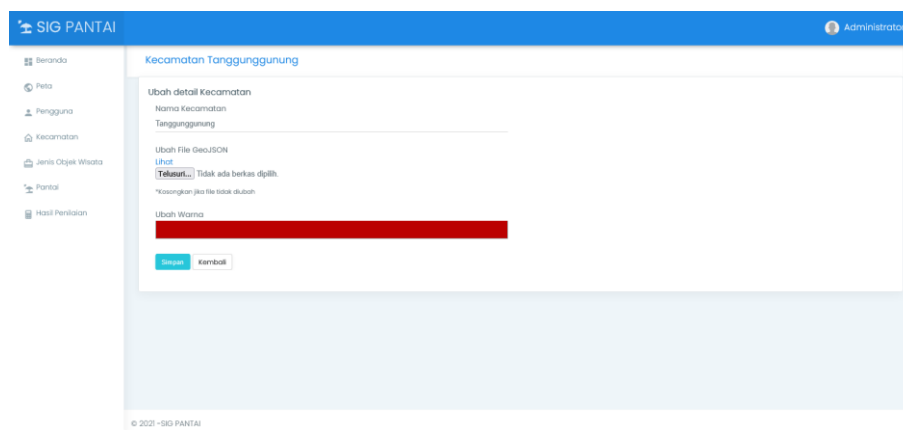 SIG PANTAI
Administrator
Beranda
Peta
Pengguna
Kecamatan
Jenis Objek Wisata
Pantai
Hasil Penilaian
Kecamatan Tanggunggunung
Ubah detail Kecamatan
Nama Kecamatan
Tanggunggunung
Ubah File GeoJSON
Lihat
Telusuri... Tidak ada berkas dipilih.
*Kosongkan jika file tidak diubah
Ubah Warna
Simpan Kembali
© 2021 - SIG PANTAI